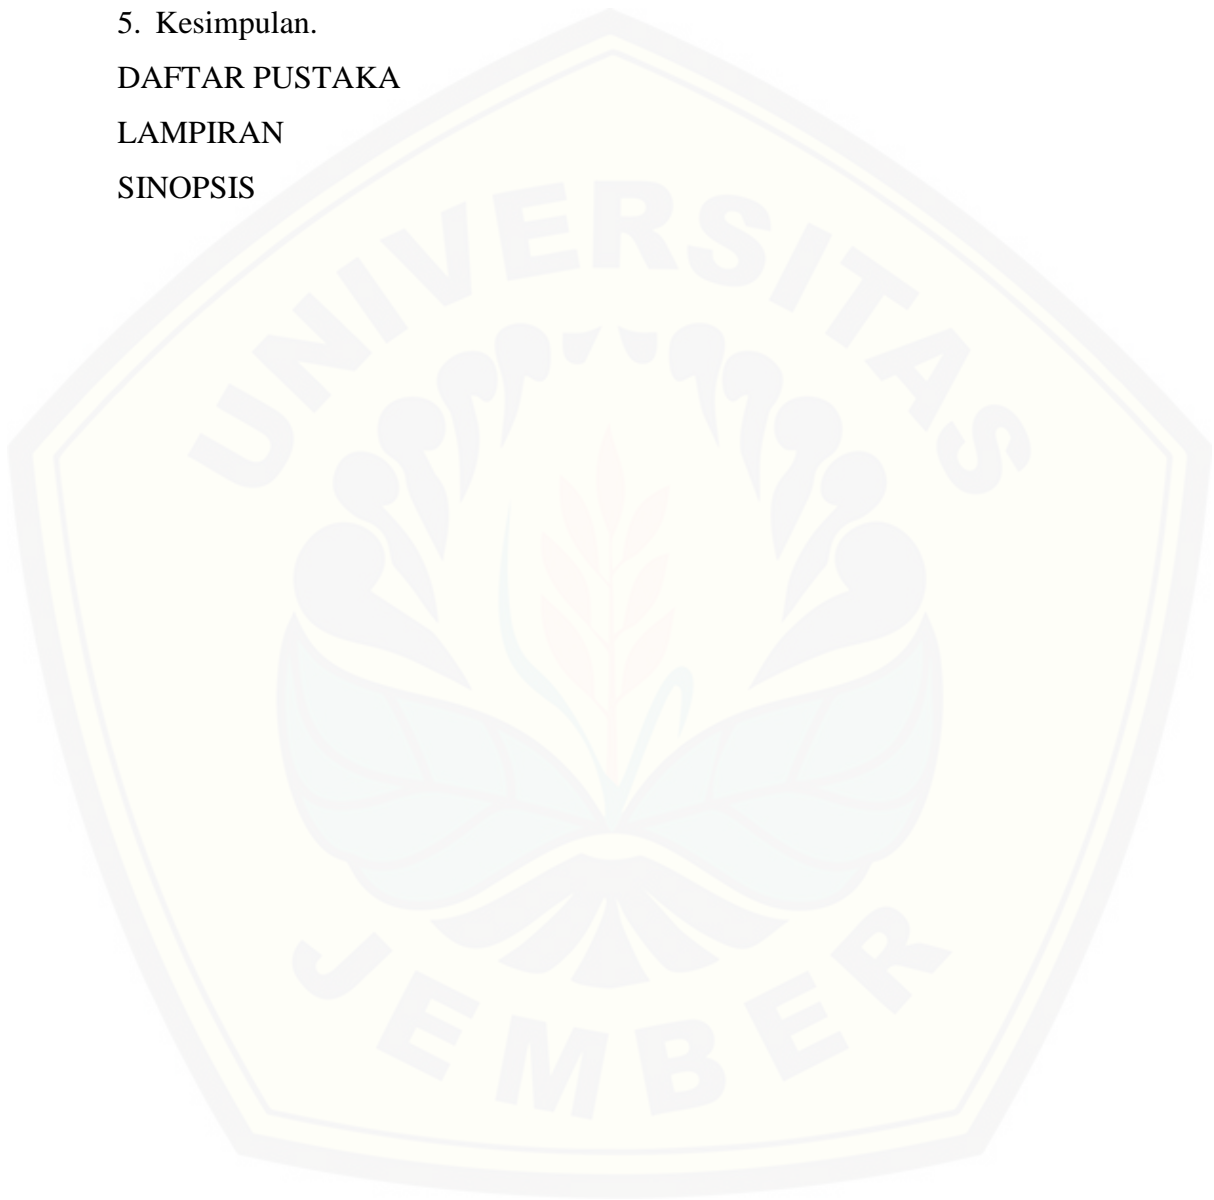 5. Kesimpulan.
DAFTAR PUSTAKA
LAMPIRAN
SINOPSIS
UNIVERSITAS
JEMBER